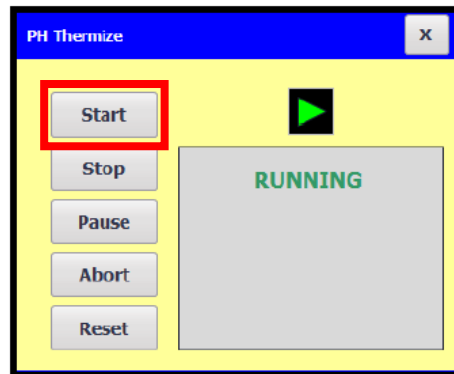 PH Thermize
x
Start
Stop
RUNNING
Pause
Abort
Reset